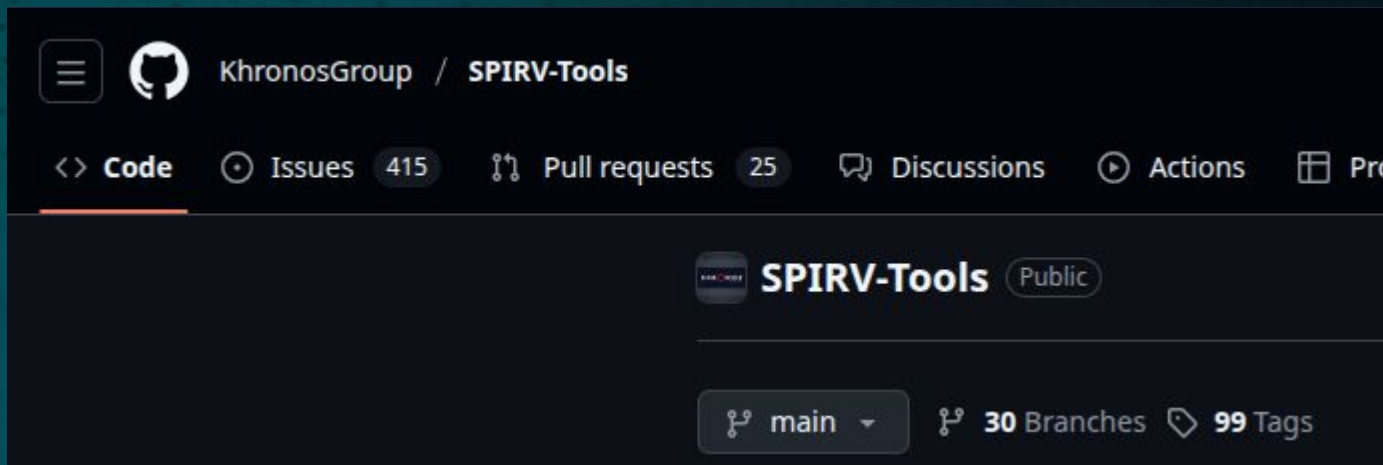 KhronosGroup / SPIRV-Tools
Code Issues 415 Pull requests 25 Discussions Actions Pro
SPIRV-Tools Public
main 30 Branches 99 Tags